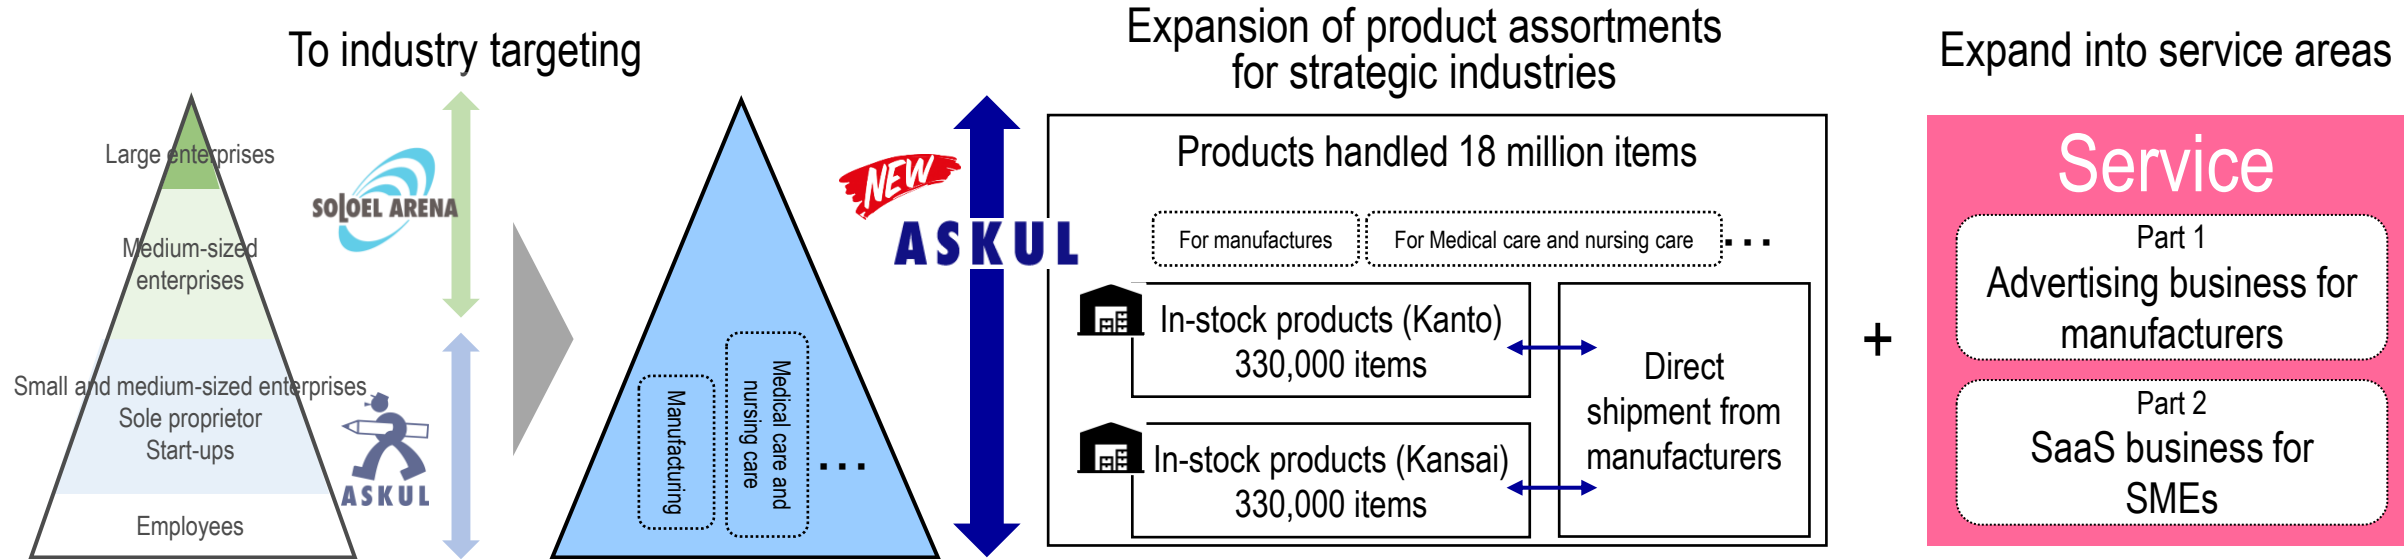 To industry targeting
Large enterprises
Medium-sized
enterprises
Small and medium-sized enterprises
Sole proprietor
Start-ups
Employees
SOLOEL ARENA
ASKUL
Manufacturing
Medical care and
nursing care
...
NEW
ASKUL
Expansion of product assortments
for strategic industries
Products handled 18 million items
For manufactures
For Medical care and nursing care
...
In-stock products (Kanto)
330,000 items
In-stock products (Kansai)
330,000 items
Direct
shipment from
manufacturers
+
Expand into service areas
Service
Part 1
Advertising business for
manufacturers
Part 2
SaaS business for
SMEs